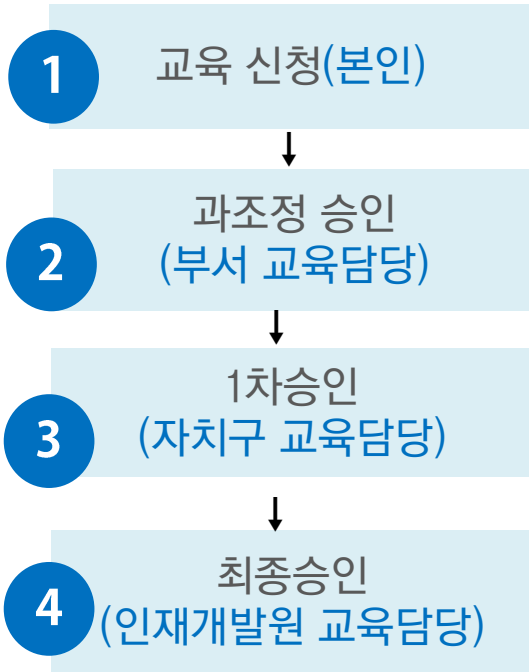 1
교육 신청(본인)
2
과조정 승인
(부서 교육담당)
3
1차승인
(자치구 교육담당)
4
최종승인
(인재개발원 교육담당)